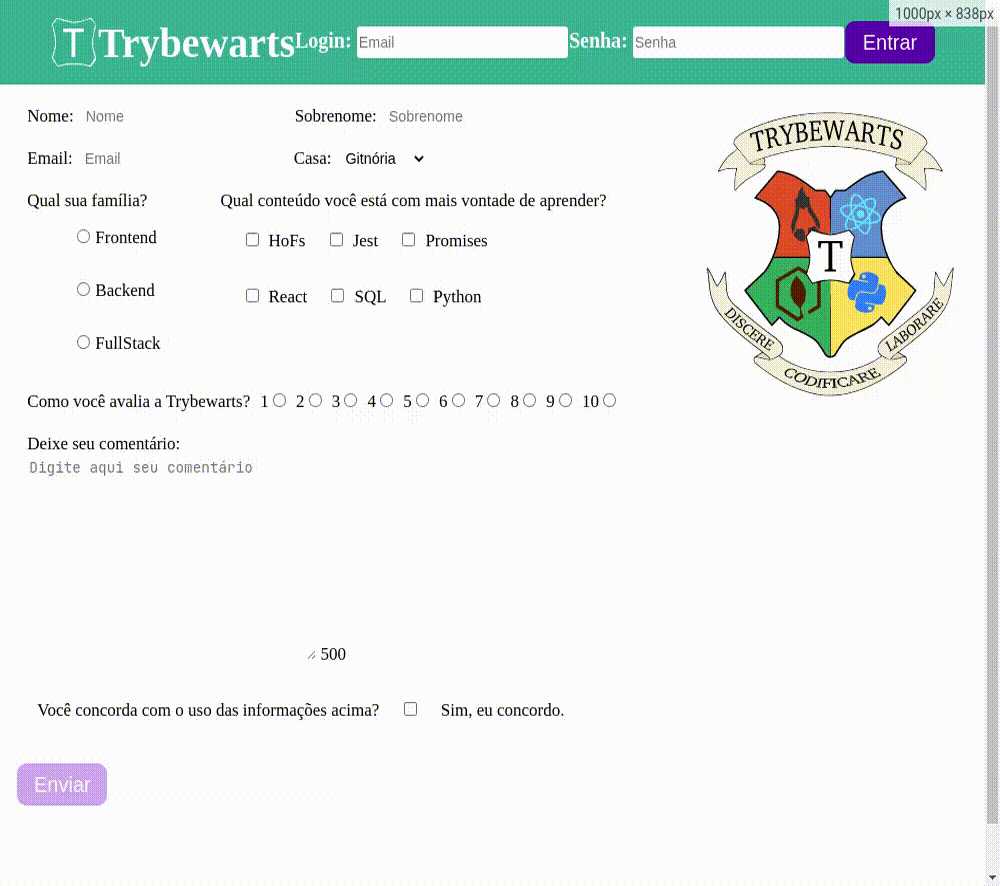 1000px × 838px
T Trybewarts Login: Email Senha: Senha Entrar
Nome: Nome Sobrenome: Sobrenome
Email: Email Casa: Gitnória
Qual sua família? Qual conteúdo você está com mais vontade de aprender?
Frontend HoFs Jest Promises
Backend React SQL Python
FullStack
Como você avalia a Trybewarts? 1 2 3 4 5 6 7 8 9 10
Deixe seu comentário:
Digite aqui seu comentário
500
Você concorda com o uso das informações acima? Sim, eu concordo.
Enviar
TRYBEWARTS
T
DISCERE
CODIFICARE
LABORARE